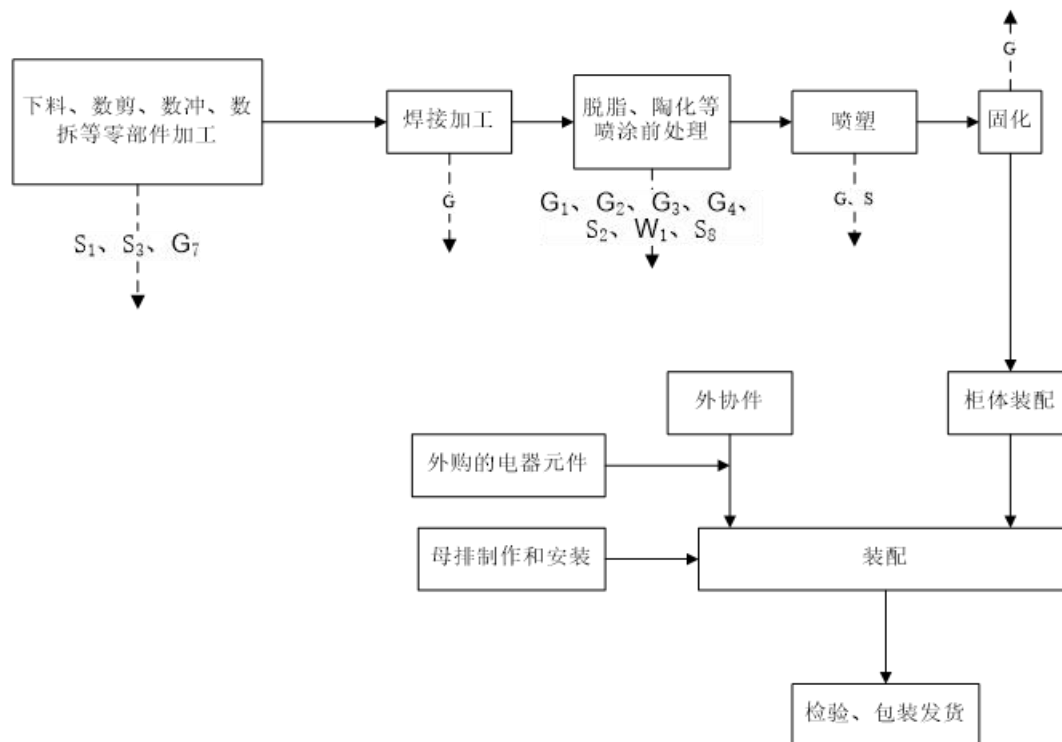 G
下料、数剪、数冲、数
拆等零部件加工
焊接加工
脱脂、陶化等
喷涂前处理
喷塑
固化
S₁、S₃、G₇
G
G₁、G₂、G₃、G₄、
S₂、W₁、S₈
G、S
外协件
柜体装配
外购的电器元件
母排制作和安装
装配
检验、包装发货